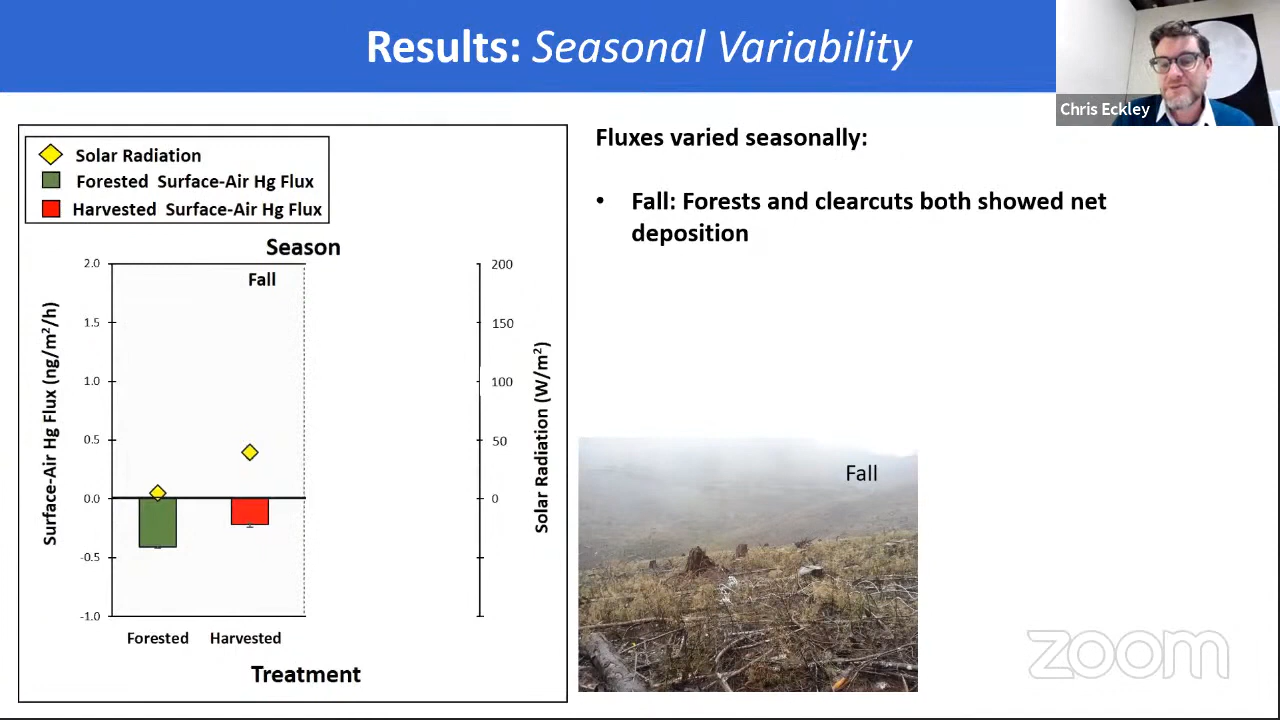 Results: Seasonal Variability
Chris Eckley
Solar Radiation
Forested Surface-Air Hg Flux
Harvested Surface-Air Hg Flux
Season
Fall
Surface-Air Hg Flux (ng/m²/h)
2.0
1.5
1.0
0.5
0.0
-0.5
-1.0
200
150
100
50
0
Solar Radiation (W/m²)
Forested Harvested
Treatment
Fluxes varied seasonally:
• Fall: Forests and clearcuts both showed net
deposition
Fall
zoom